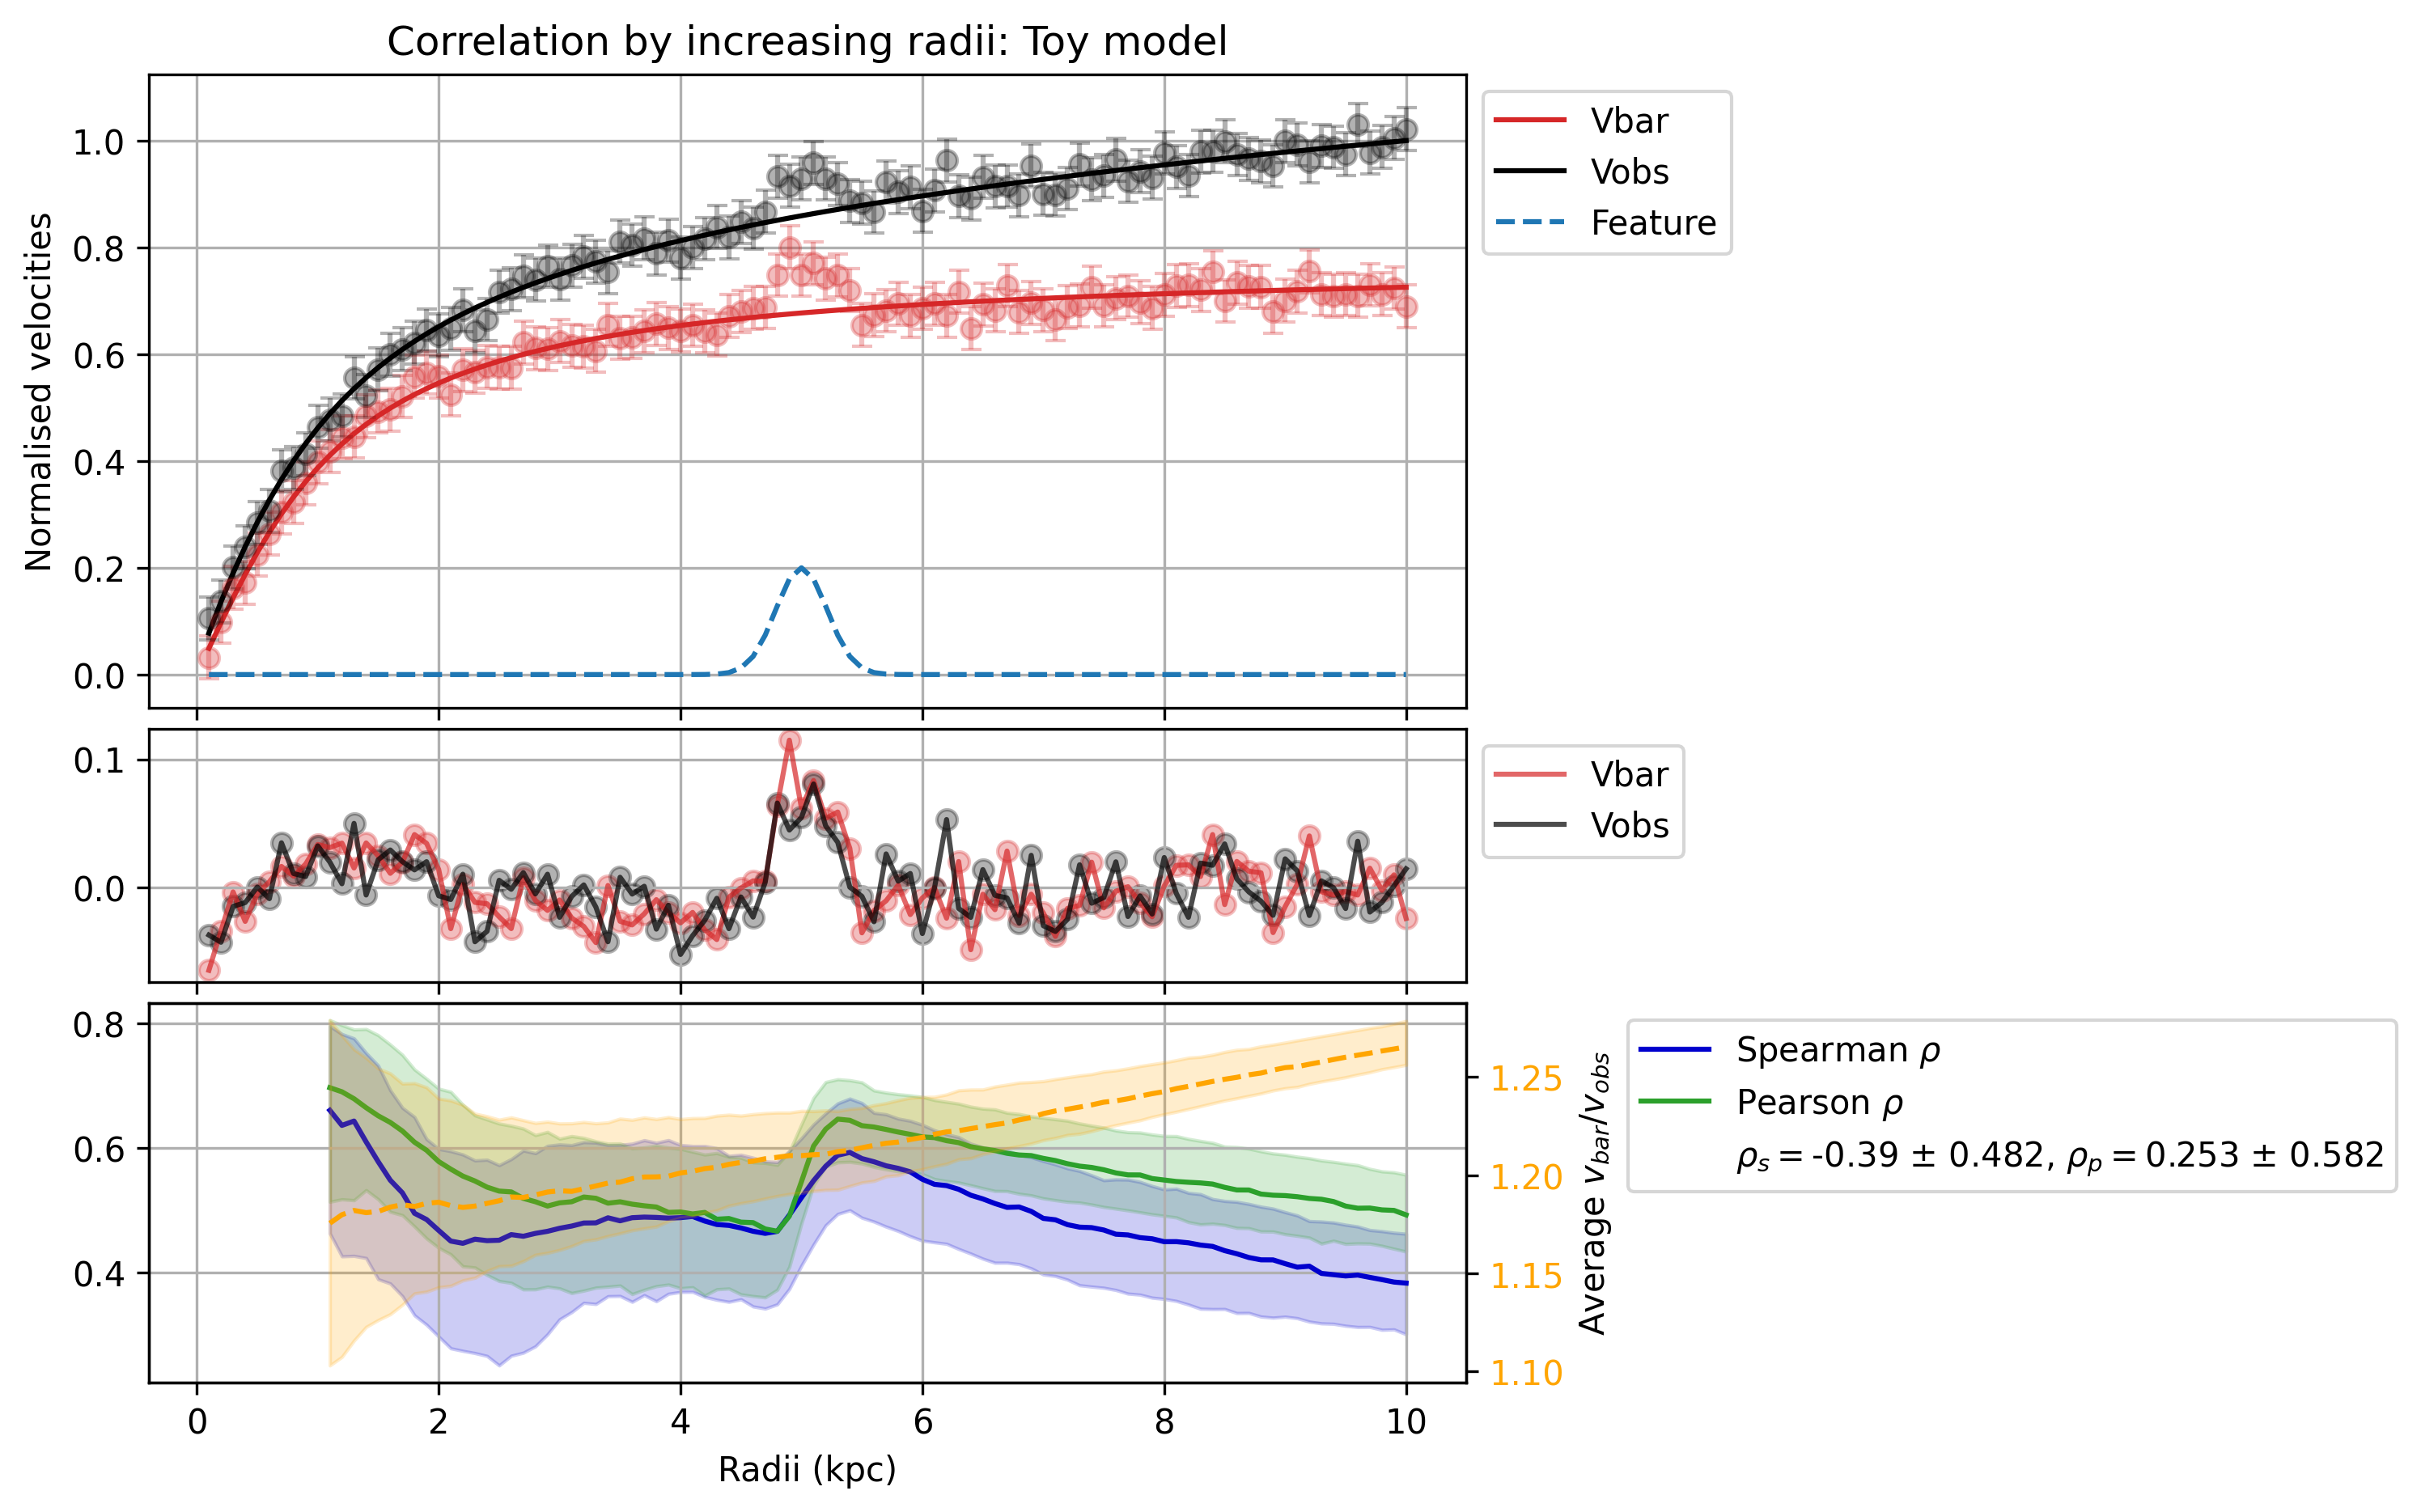 Correlation by increasing radii: Toy model
Normalised velocities
1.0
0.8
0.6
0.4
0.2
0.0
Vbar
Vobs
Feature
0.1
0.0
Vbar
Vobs
0.8
0.6
0.4
1.25
1.20
1.15
1.10
Average v_bar/v_obs
Spearman ρ
Pearson ρ
ρ_s = -0.39 ± 0.482, ρ_p = 0.253 ± 0.582
0 2 4 6 8 10
Radii (kpc)